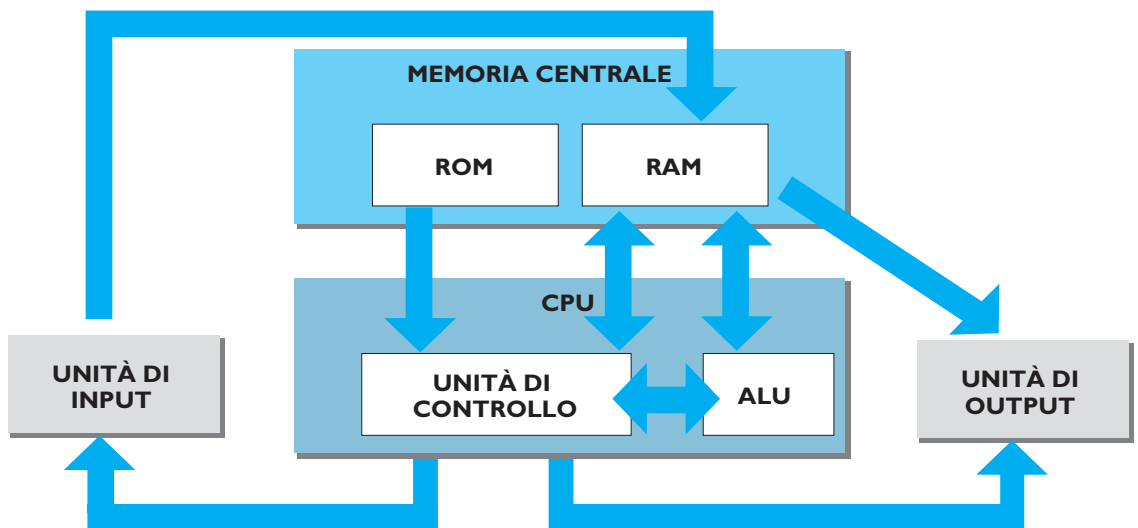 MEMORIA CENTRALE
ROM
RAM
CPU
UNITÀ DI
INPUT
UNITÀ DI
CONTROLLO
ALU
UNITÀ DI
OUTPUT